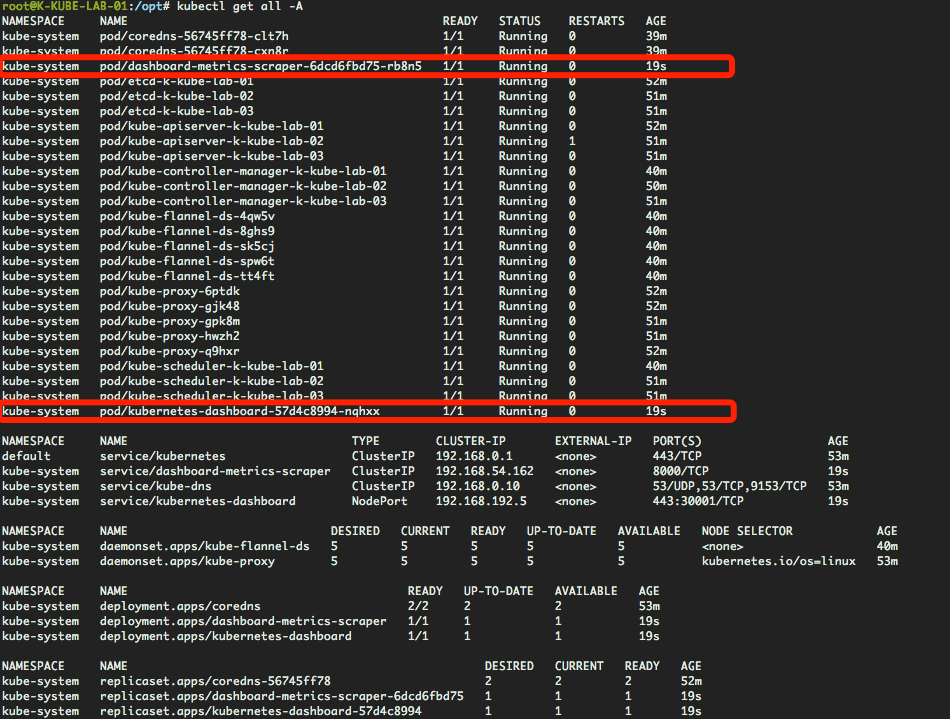 root@K-KUBE-LAB-01:/opt# kubectl get all -A
NAMESPACE NAME READY STATUS RESTARTS AGE
kube-system pod/coredns-56745ff78-clt7h 1/1 Running 0 39m
kube-system pod/coredns-56745ff78-cxn8r 1/1 Running 0 39m
kube-system pod/dashboard-metrics-scraper-6dcd6fbd75-rb8n5 1/1 Running 0 19s
kube-system pod/etcd-k-kube-lab-01 1/1 Running 0 52m
kube-system pod/etcd-k-kube-lab-02 1/1 Running 0 51m
kube-system pod/etcd-k-kube-lab-03 1/1 Running 0 51m
kube-system pod/kube-apiserver-k-kube-lab-01 1/1 Running 0 52m
kube-system pod/kube-apiserver-k-kube-lab-02 1/1 Running 1 51m
kube-system pod/kube-apiserver-k-kube-lab-03 1/1 Running 0 51m
kube-system pod/kube-controller-manager-k-kube-lab-01 1/1 Running 0 40m
kube-system pod/kube-controller-manager-k-kube-lab-02 1/1 Running 0 50m
kube-system pod/kube-controller-manager-k-kube-lab-03 1/1 Running 0 51m
kube-system pod/kube-flannel-ds-4qw5v 1/1 Running 0 40m
kube-system pod/kube-flannel-ds-8ghs9 1/1 Running 0 40m
kube-system pod/kube-flannel-ds-sk5cj 1/1 Running 0 40m
kube-system pod/kube-flannel-ds-spw6t 1/1 Running 0 40m
kube-system pod/kube-flannel-ds-tt4ft 1/1 Running 0 40m
kube-system pod/kube-proxy-6ptdk 1/1 Running 0 52m
kube-system pod/kube-proxy-gjk48 1/1 Running 0 52m
kube-system pod/kube-proxy-gpk8m 1/1 Running 0 51m
kube-system pod/kube-proxy-hwzh2 1/1 Running 0 51m
kube-system pod/kube-proxy-q9hxr 1/1 Running 0 52m
kube-system pod/kube-scheduler-k-kube-lab-01 1/1 Running 0 40m
kube-system pod/kube-scheduler-k-kube-lab-02 1/1 Running 0 51m
kube-system pod/kube-scheduler-k-kube-lab-03 1/1 Running 0 51m
kube-system pod/kubernetes-dashboard-57d4c8994-nqhxx 1/1 Running 0 19s
NAMESPACE NAME TYPE CLUSTER-IP EXTERNAL-IP PORT(S) AGE
default service/kubernetes ClusterIP 192.168.0.1 <none> 443/TCP 53m
kube-system service/dashboard-metrics-scraper ClusterIP 192.168.54.162 <none> 8000/TCP 19s
kube-system service/kube-dns ClusterIP 192.168.0.10 <none> 53/UDP,53/TCP,9153/TCP 53m
kube-system service/kubernetes-dashboard NodePort 192.168.192.5 <none> 443:30001/TCP 19s
NAMESPACE NAME DESIRED CURRENT READY UP-TO-DATE AVAILABLE NODE SELECTOR AGE
kube-system daemonset.apps/kube-flannel-ds 5 5 5 5 5 <none> 40m
kube-system daemonset.apps/kube-proxy 5 5 5 5 5 kubernetes.io/os=linux 53m
NAMESPACE NAME READY UP-TO-DATE AVAILABLE AGE
kube-system deployment.apps/coredns 2/2 2 2 53m
kube-system deployment.apps/dashboard-metrics-scraper 1/1 1 1 19s
kube-system deployment.apps/kubernetes-dashboard 1/1 1 1 19s
NAMESPACE NAME DESIRED CURRENT READY AGE
kube-system replicaset.apps/coredns-56745ff78 2 2 2 52m
kube-system replicaset.apps/dashboard-metrics-scraper-6dcd6fbd75 1 1 1 19s
kube-system replicaset.apps/kubernetes-dashboard-57d4c8994 1 1 1 19s